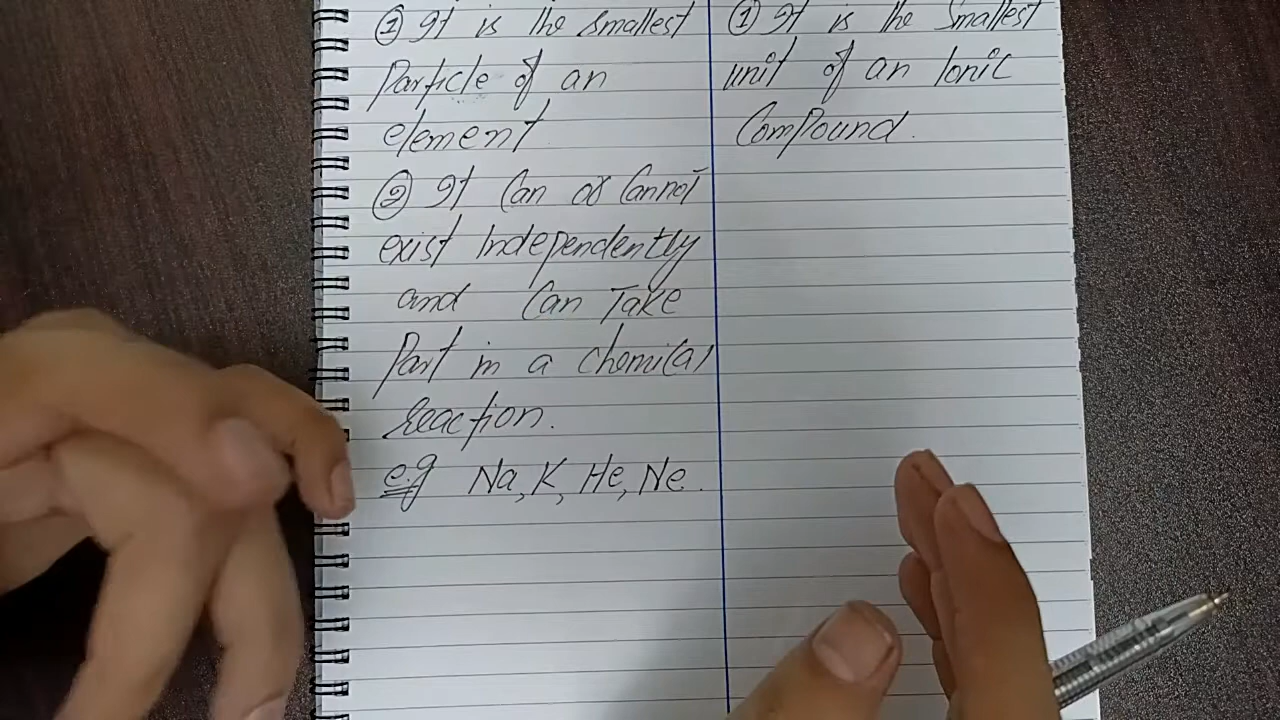 ① It is the smallest
Particle of an
element
② It Can or Cannot
exist Independently
and Can Take
Part in a chemical
reaction.
e.g Na, K, He, Ne.
① It is the Smallest
unit of an Ionic
Compound.